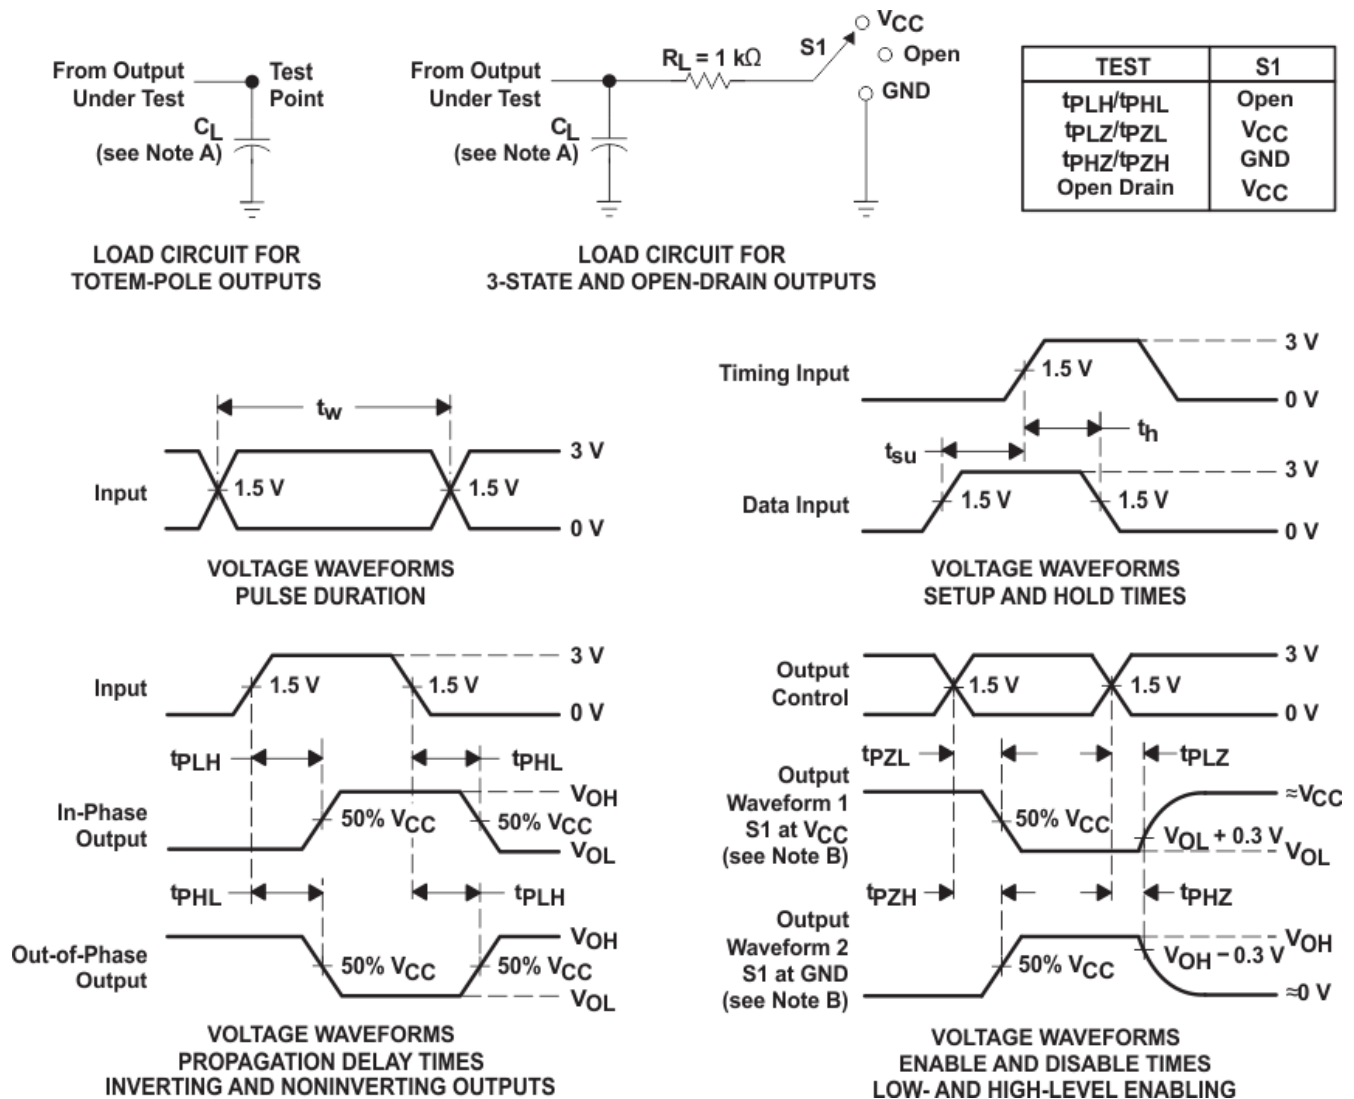 From Output
Under Test
Test
Point
CL
(see Note A)
LOAD CIRCUIT FOR
TOTEM-POLE OUTPUTS
From Output
Under Test
CL
(see Note A)
RL = 1 kΩ
S1
VCC
Open
GND
LOAD CIRCUIT FOR
3-STATE AND OPEN-DRAIN OUTPUTS
TEST S1
tPLH/tPHL Open
tPLZ/tPZL VCC
tPHZ/tPZH GND
Open Drain VCC
tw
Input
1.5 V
1.5 V
3 V
0 V
VOLTAGE WAVEFORMS
PULSE DURATION
Timing Input
1.5 V
3 V
0 V
th
tsu
Data Input
1.5 V
1.5 V
3 V
0 V
VOLTAGE WAVEFORMS
SETUP AND HOLD TIMES
Input
1.5 V
1.5 V
3 V
0 V
tPLH
tPHL
In-Phase
Output
50% VCC
50% VCC
VOH
VOL
tPHL
tPLH
Out-of-Phase
Output
50% VCC
50% VCC
VOH
VOL
VOLTAGE WAVEFORMS
PROPAGATION DELAY TIMES
INVERTING AND NONINVERTING OUTPUTS
Output
Control
1.5 V
1.5 V
3 V
0 V
tPZL
tPLZ
Output
Waveform 1
S1 at VCC
(see Note B)
50% VCC
VOL + 0.3 V
≈VCC
VOL
tPZH
tPHZ
Output
Waveform 2
S1 at GND
(see Note B)
50% VCC
VOH − 0.3 V
VOH
≈0 V
VOLTAGE WAVEFORMS
ENABLE AND DISABLE TIMES
LOW- AND HIGH-LEVEL ENABLING